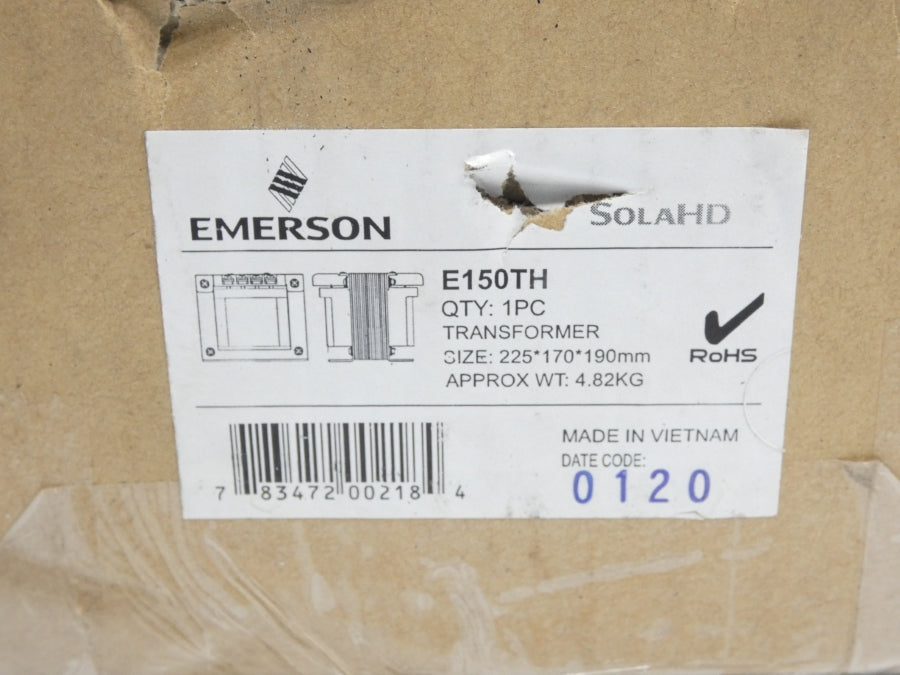 EMERSON
SOLAHD
E150TH
QTY: 1PC
TRANSFORMER
SIZE: 225*170*190mm
APPROX WT: 4.82KG
RoHS
7 83472 00218 4
MADE IN VIETNAM
DATE CODE:
0120